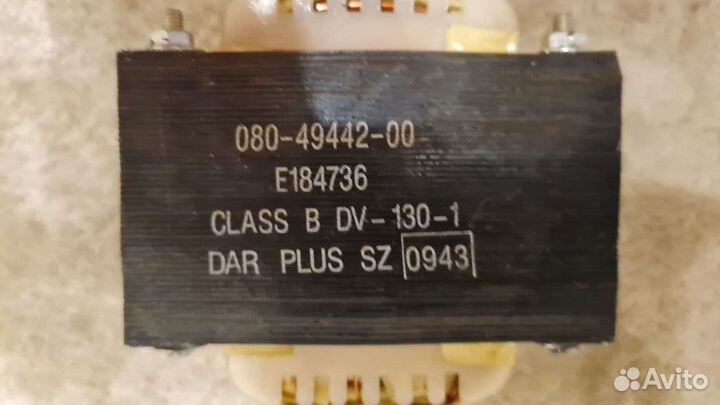 080-49442-00
E184736
CLASS B DV-130-1
DAR PLUS SZ 0943
Avito